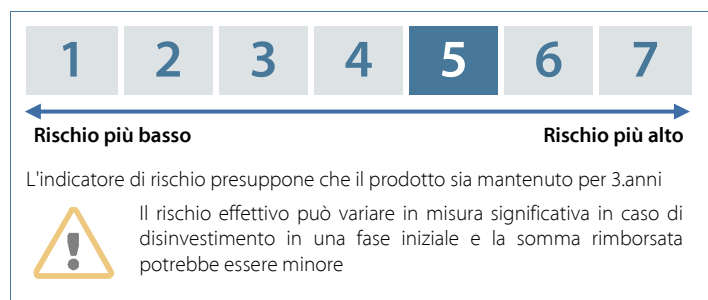 1 2 3 4 5 6 7
Rischio più basso Rischio più alto
L'indicatore di rischio presuppone che il prodotto sia mantenuto per 3.anni
Il rischio effettivo può variare in misura significativa in caso di
disinvestimento in una fase iniziale e la somma rimborsata
potrebbe essere minore